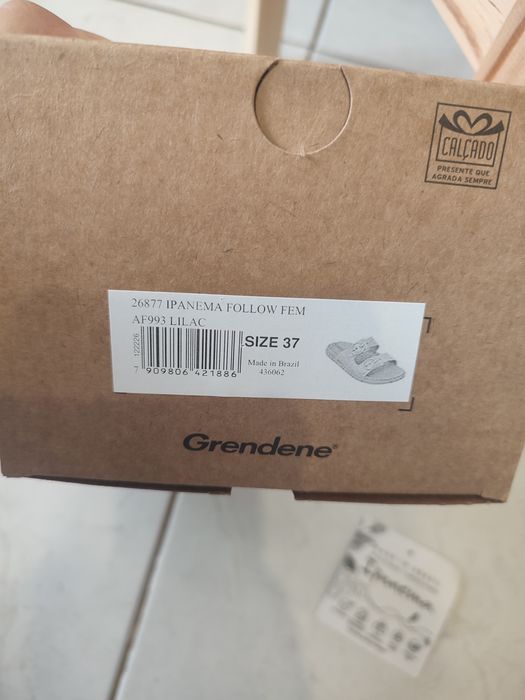 CALÇADO
PRESENTE QUE
AGRADA SEMPRE
26877 IPANEMA FOLLOW FEM
AF993 LILAC
122226
SIZE 37
Made in Brazil
436062
7 909806 421886
Grendene®
Ipanema